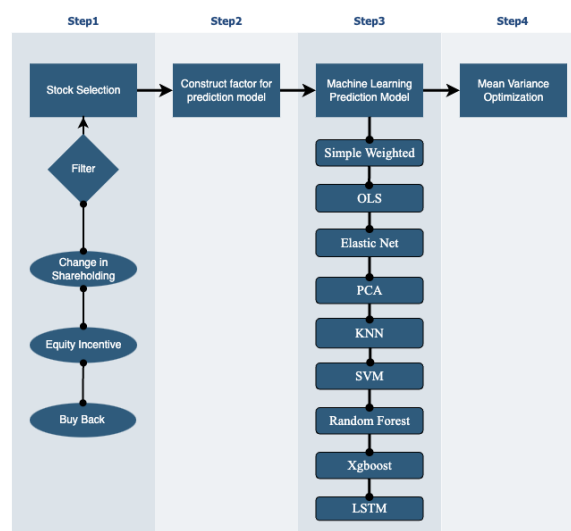 Step1
Step2
Step3
Step4
Stock Selection
Construct factor for
prediction model
Machine Learning
Prediction Model
Mean Variance
Optimization
Filter
Change in
Shareholding
Equity Incentive
Buy Back
Simple Weighted
OLS
Elastic Net
PCA
KNN
SVM
Random Forest
Xgboost
LSTM